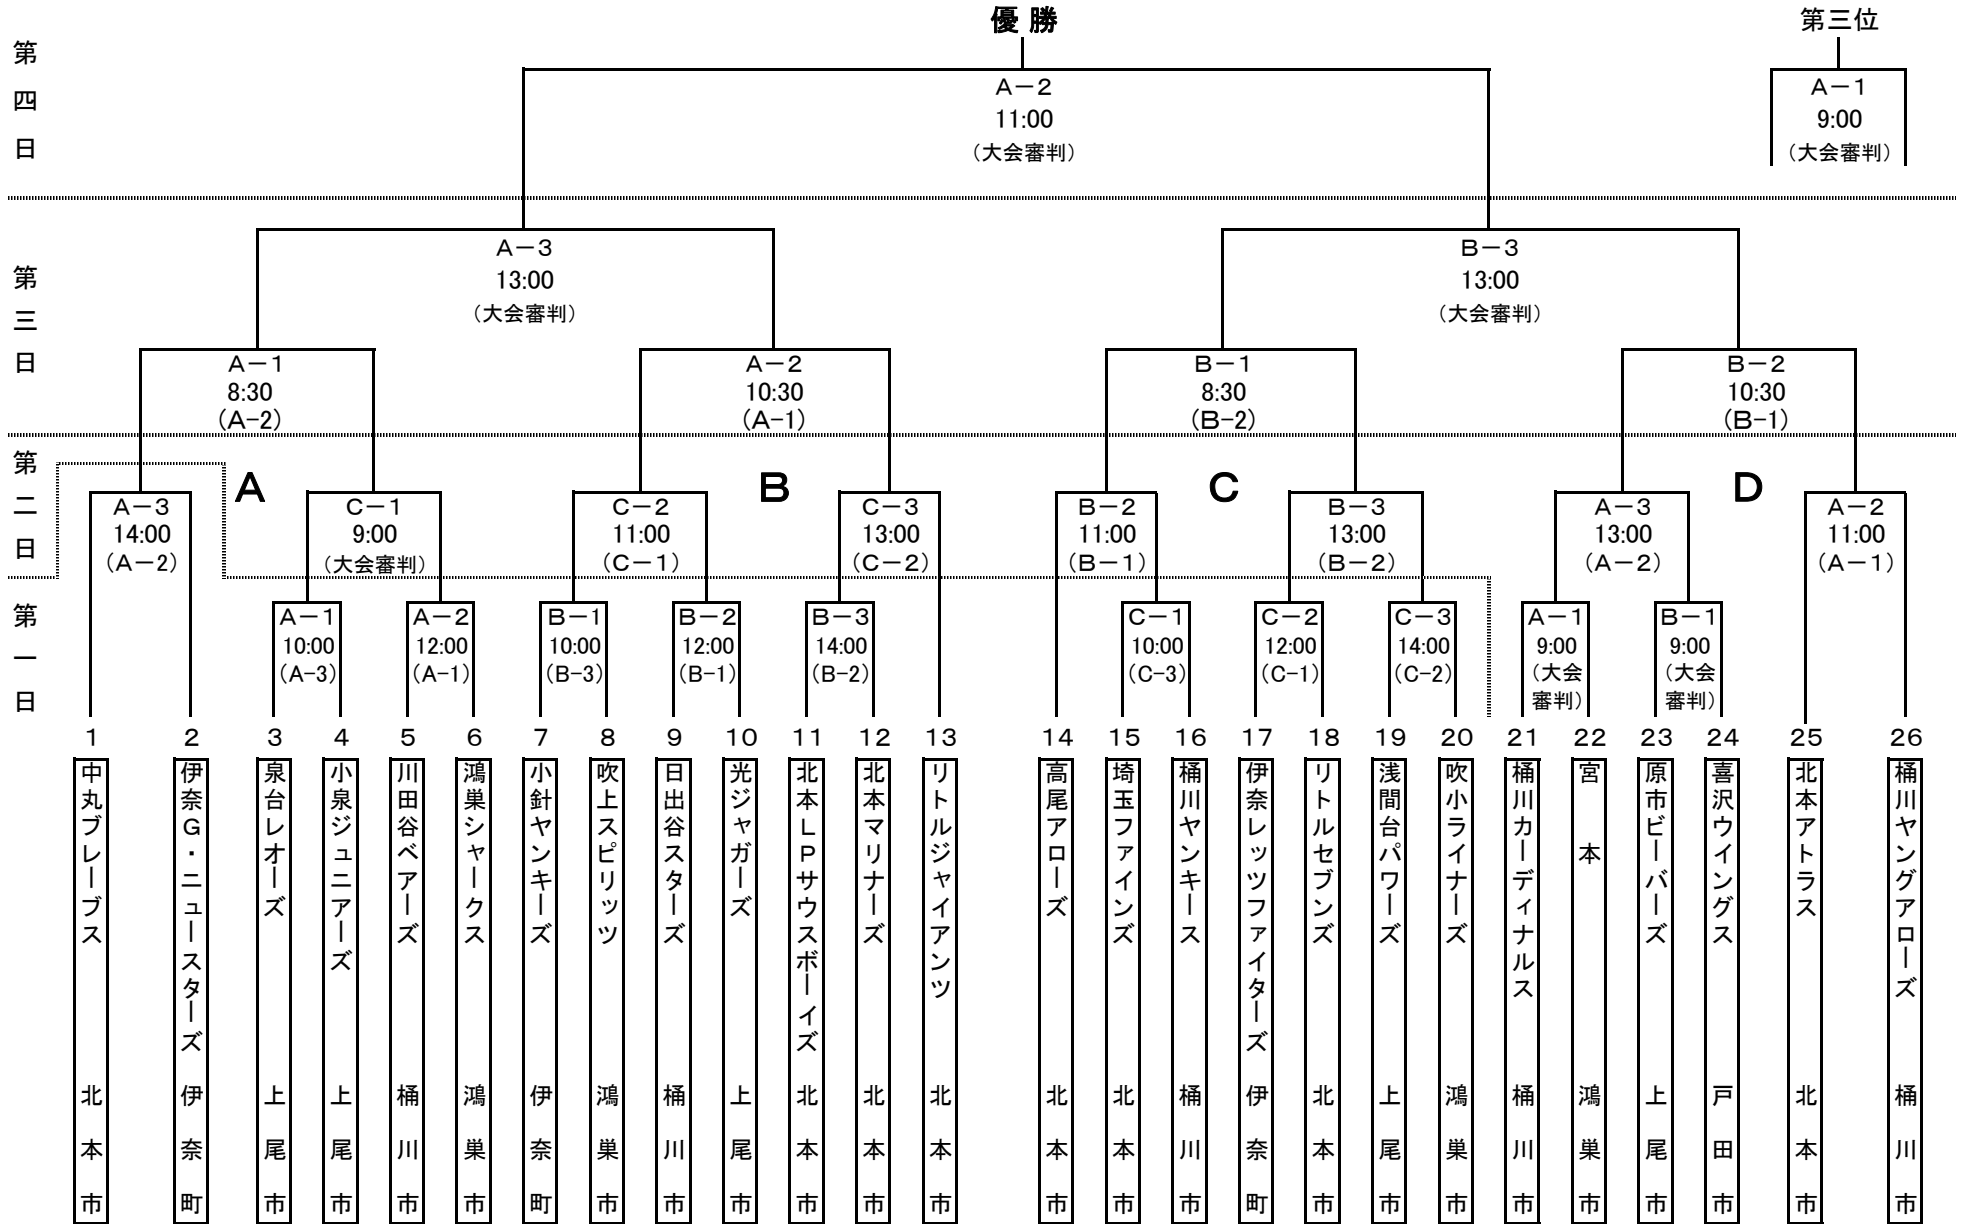 優 勝
第三位
第四日
A－2
11:00
（大会審判）
A－1
9:00
（大会審判）
第三日
A－3
13:00
（大会審判）
B－3
13:00
（大会審判）
A－1
8:30
（A-2）
A－2
10:30
（A-1）
B－1
8:30
（B-2）
B－2
10:30
（B-1）
第二日
A
B
C
D
A－3
14:00
（A－2）
C－1
9:00
（大会審判）
C－2
11:00
（C－1）
C－3
13:00
（C－2）
B－2
11:00
（B－1）
B－3
13:00
（B－2）
A－3
13:00
（A－2）
A－2
11:00
（A－1）
第一日
A－1
10:00
（A-3）
A－2
12:00
（A-1）
B－1
10:00
（B-3）
B－2
12:00
（B-1）
B－3
14:00
（B-2）
C－1
10:00
（C-3）
C－2
12:00
（C-1）
C－3
14:00
（C-2）
A－1
9:00
（大会
審判）
B－1
9:00
（大会
審判）
1
中丸ブレーブス 北本市
2
伊奈G・ニュースターズ 伊奈町
3
泉台レオーズ 上尾市
4
小泉ジュニアーズ 上尾市
5
川田谷ベアーズ 桶川市
6
鴻巣シャークス 鴻巣市
7
小針ヤンキーズ 伊奈町
8
吹上スピリッツ 鴻巣市
9
日出谷スターズ 桶川市
10
光ジャガーズ 上尾市
11
北本LPサウスボーイズ 北本市
12
北本マリナーズ 北本市
13
リトルジャイアンツ 北本市
14
高尾アローズ 北本市
15
埼玉ファインズ 北本市
16
桶川ヤンキース 桶川市
17
伊奈レッツファイターズ 伊奈町
18
リトルセブンズ 北本市
19
浅間台パワーズ 上尾市
20
吹小ライナーズ 鴻巣市
21
桶川カーディナルス 桶川市
22
宮本 鴻巣市
23
原市ビーバーズ 上尾市
24
喜沢ウイングス 戸田市
25
北本アトラス 北本市
26
桶川ヤングアローズ 桶川市